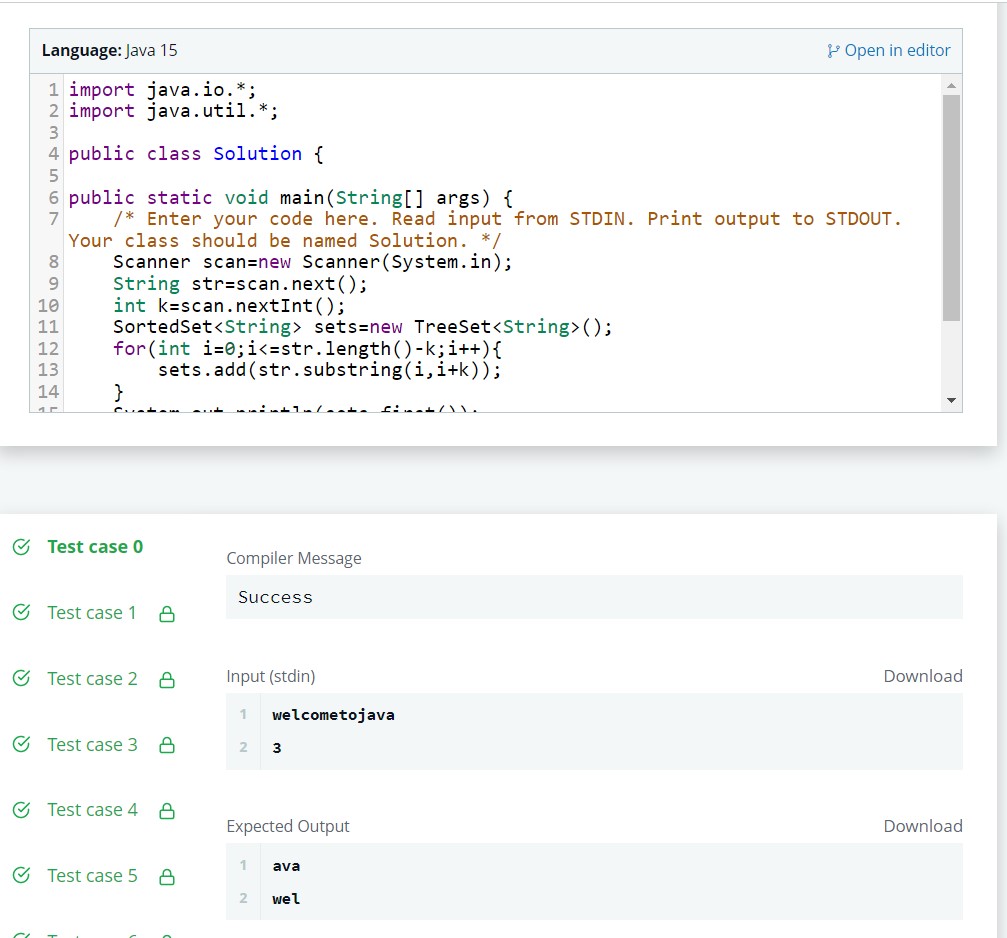 Language: Java 15
Open in editor
1 import java.io.*;
2 import java.util.*;
3
4 public class Solution {
5
6 public static void main(String[] args) {
7     /* Enter your code here. Read input from STDIN. Print output to STDOUT.
Your class should be named Solution. */
8     Scanner scan=new Scanner(System.in);
9     String str=scan.next();
10     int k=scan.nextInt();
11     SortedSet<String> sets=new TreeSet<String>();
12     for(int i=0;i<=str.length()-k;i++){
13         sets.add(str.substring(i,i+k));
14     }
15     System.out.println(sets.first());
Test case 0
Test case 1
Test case 2
Test case 3
Test case 4
Test case 5
Compiler Message
Success
Input (stdin)
Download
1 welcometojava
2 3
Expected Output
Download
1 ava
2 wel